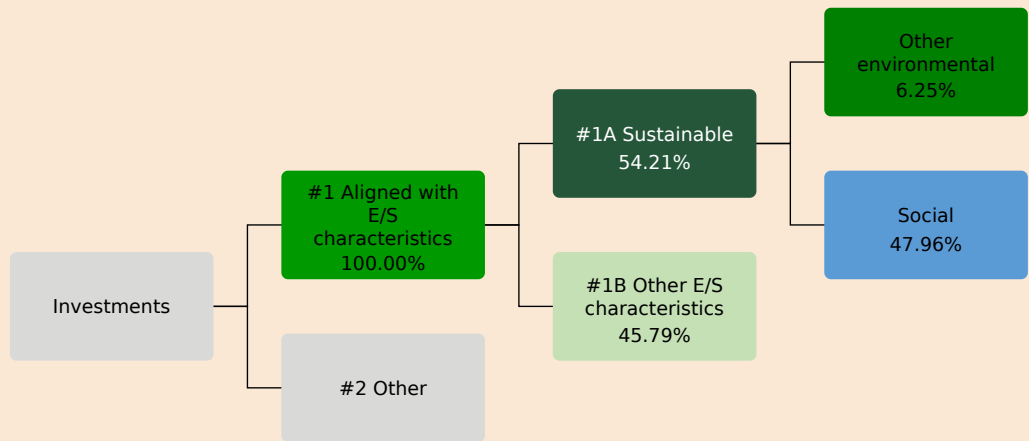 Investments
#1 Aligned with
E/S
characteristics
100.00%
#2 Other
#1A Sustainable
54.21%
#1B Other E/S
characteristics
45.79%
Other
environmental
6.25%
Social
47.96%